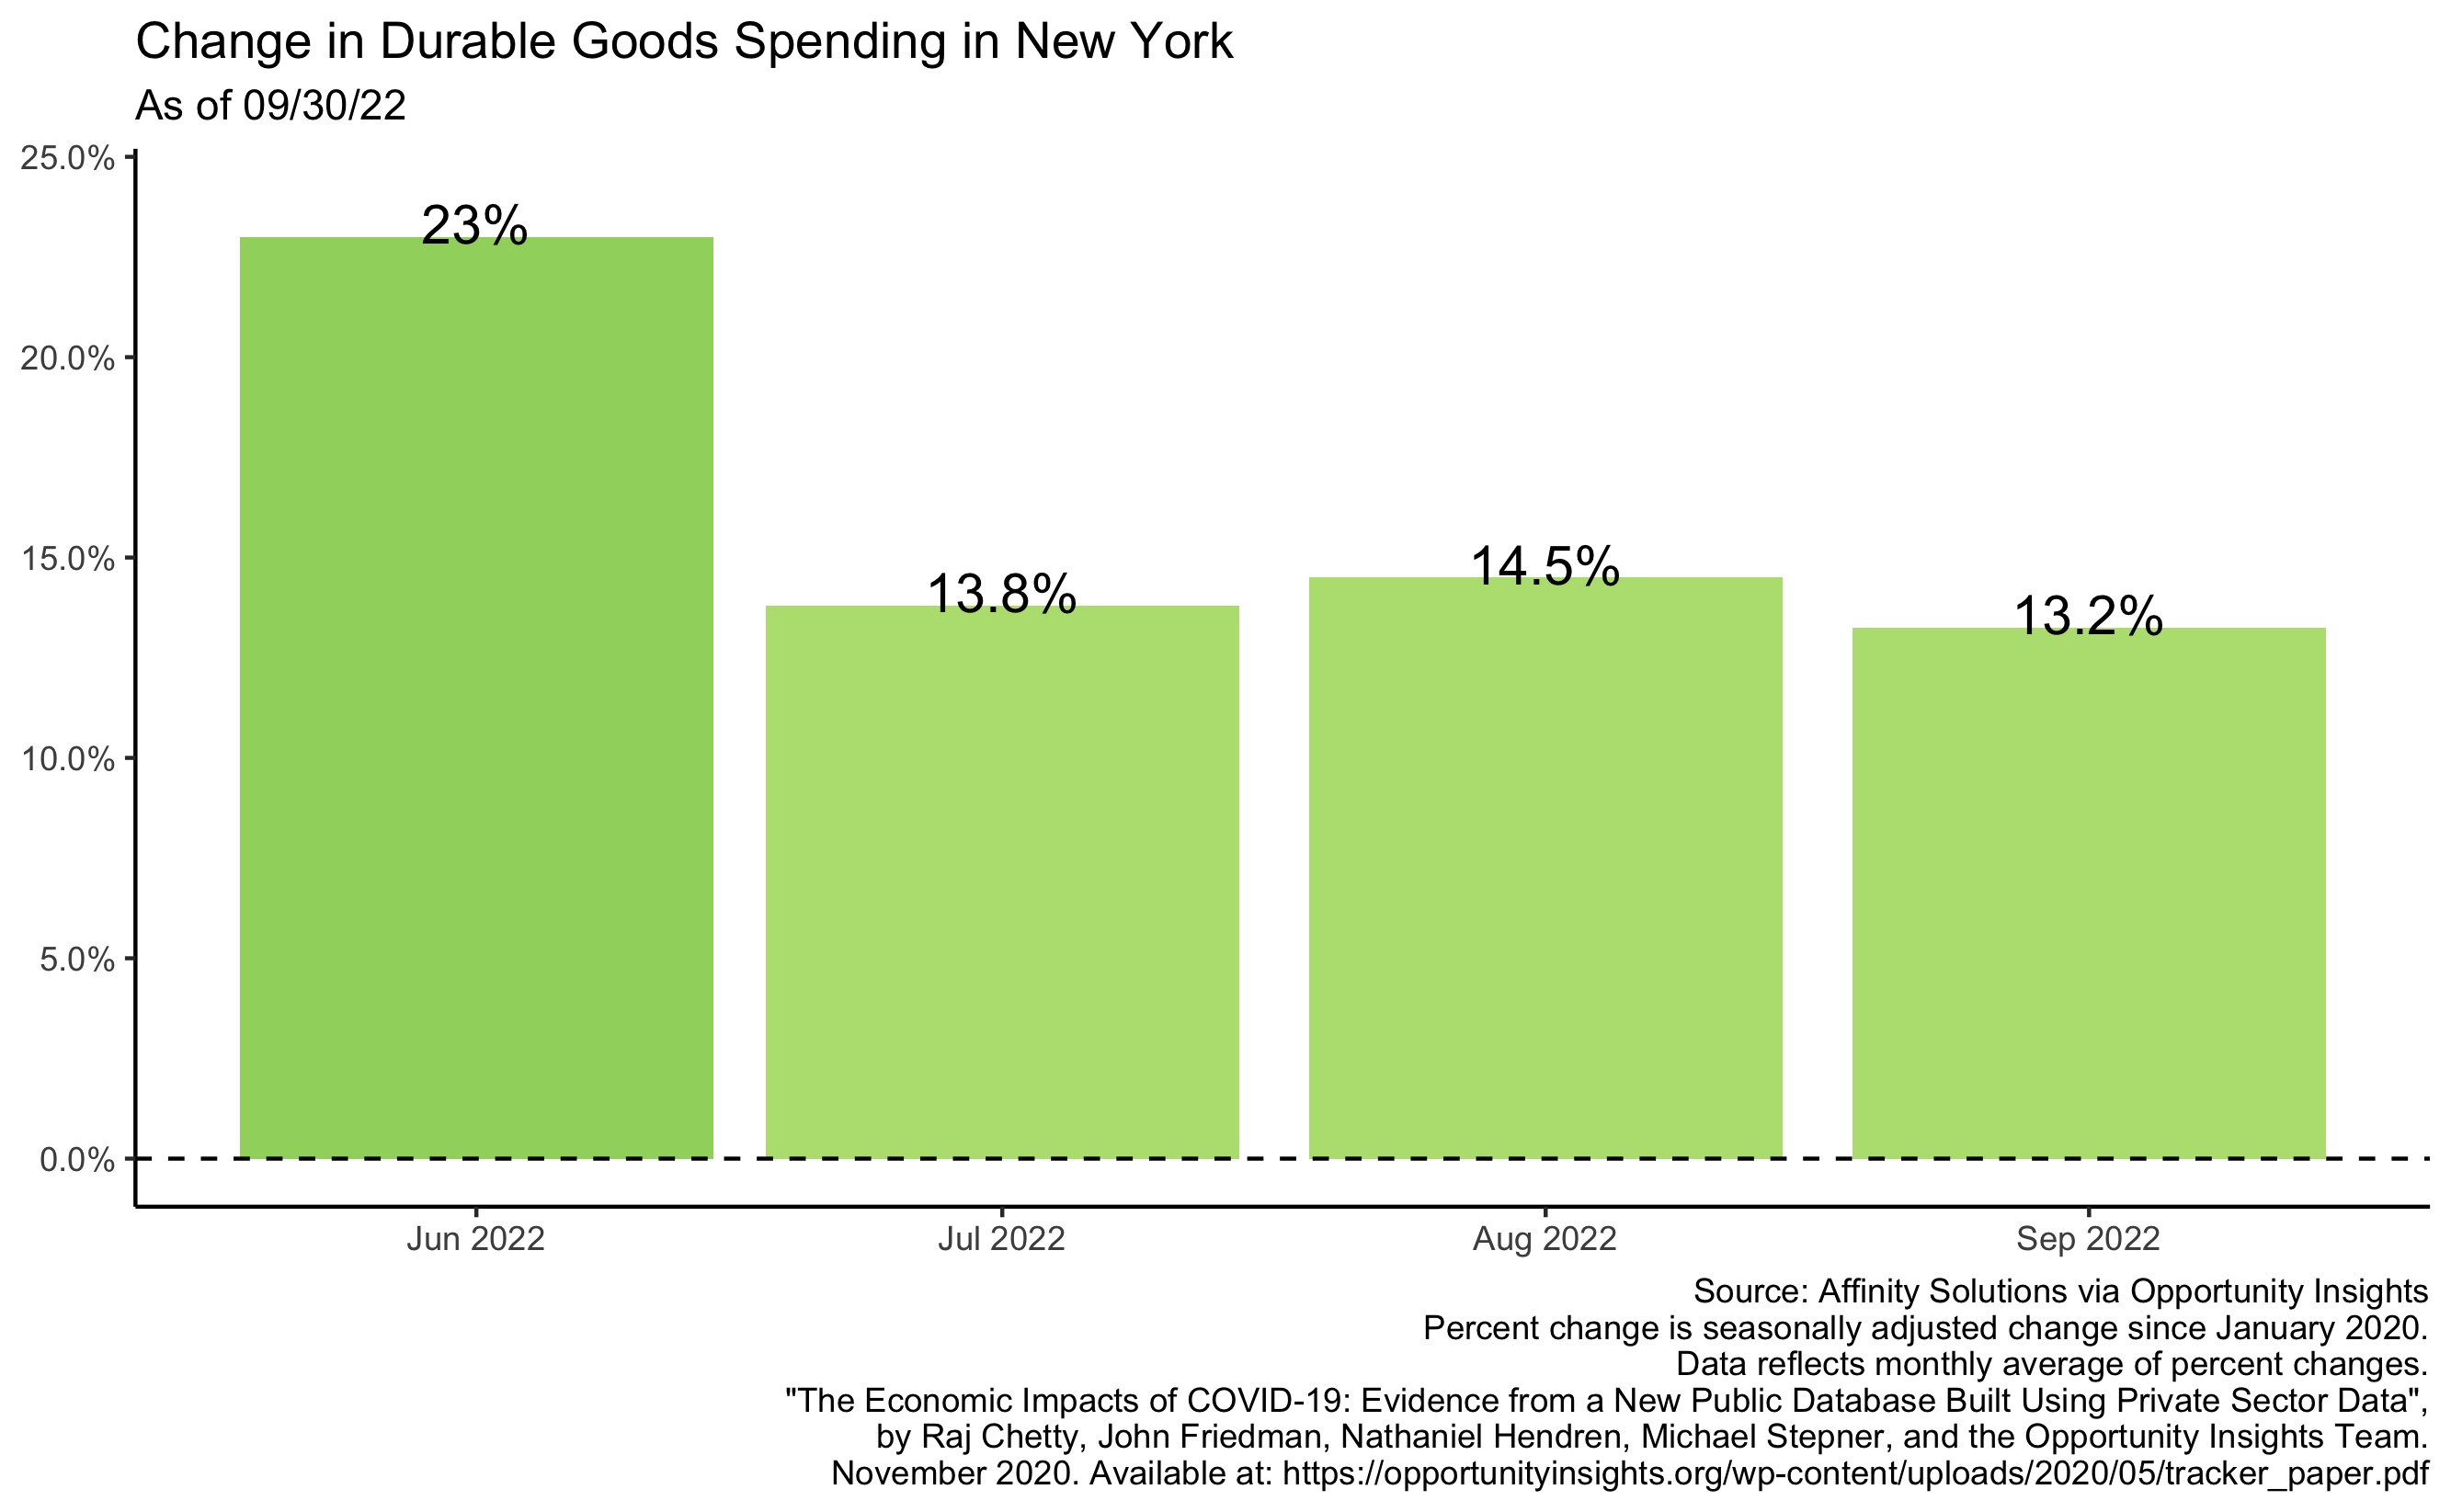 Change in Durable Goods Spending in New York
As of 09/30/22
25.0%
20.0%
15.0%
10.0%
5.0%
0.0%
23%
13.8%
14.5%
13.2%
Jun 2022
Jul 2022
Aug 2022
Sep 2022
Source: Affinity Solutions via Opportunity Insights
Percent change is seasonally adjusted change since January 2020.
Data reflects monthly average of percent changes.
"The Economic Impacts of COVID-19: Evidence from a New Public Database Built Using Private Sector Data",
by Raj Chetty, John Friedman, Nathaniel Hendren, Michael Stepner, and the Opportunity Insights Team.
November 2020. Available at: https://opportunityinsights.org/wp-content/uploads/2020/05/tracker_paper.pdf